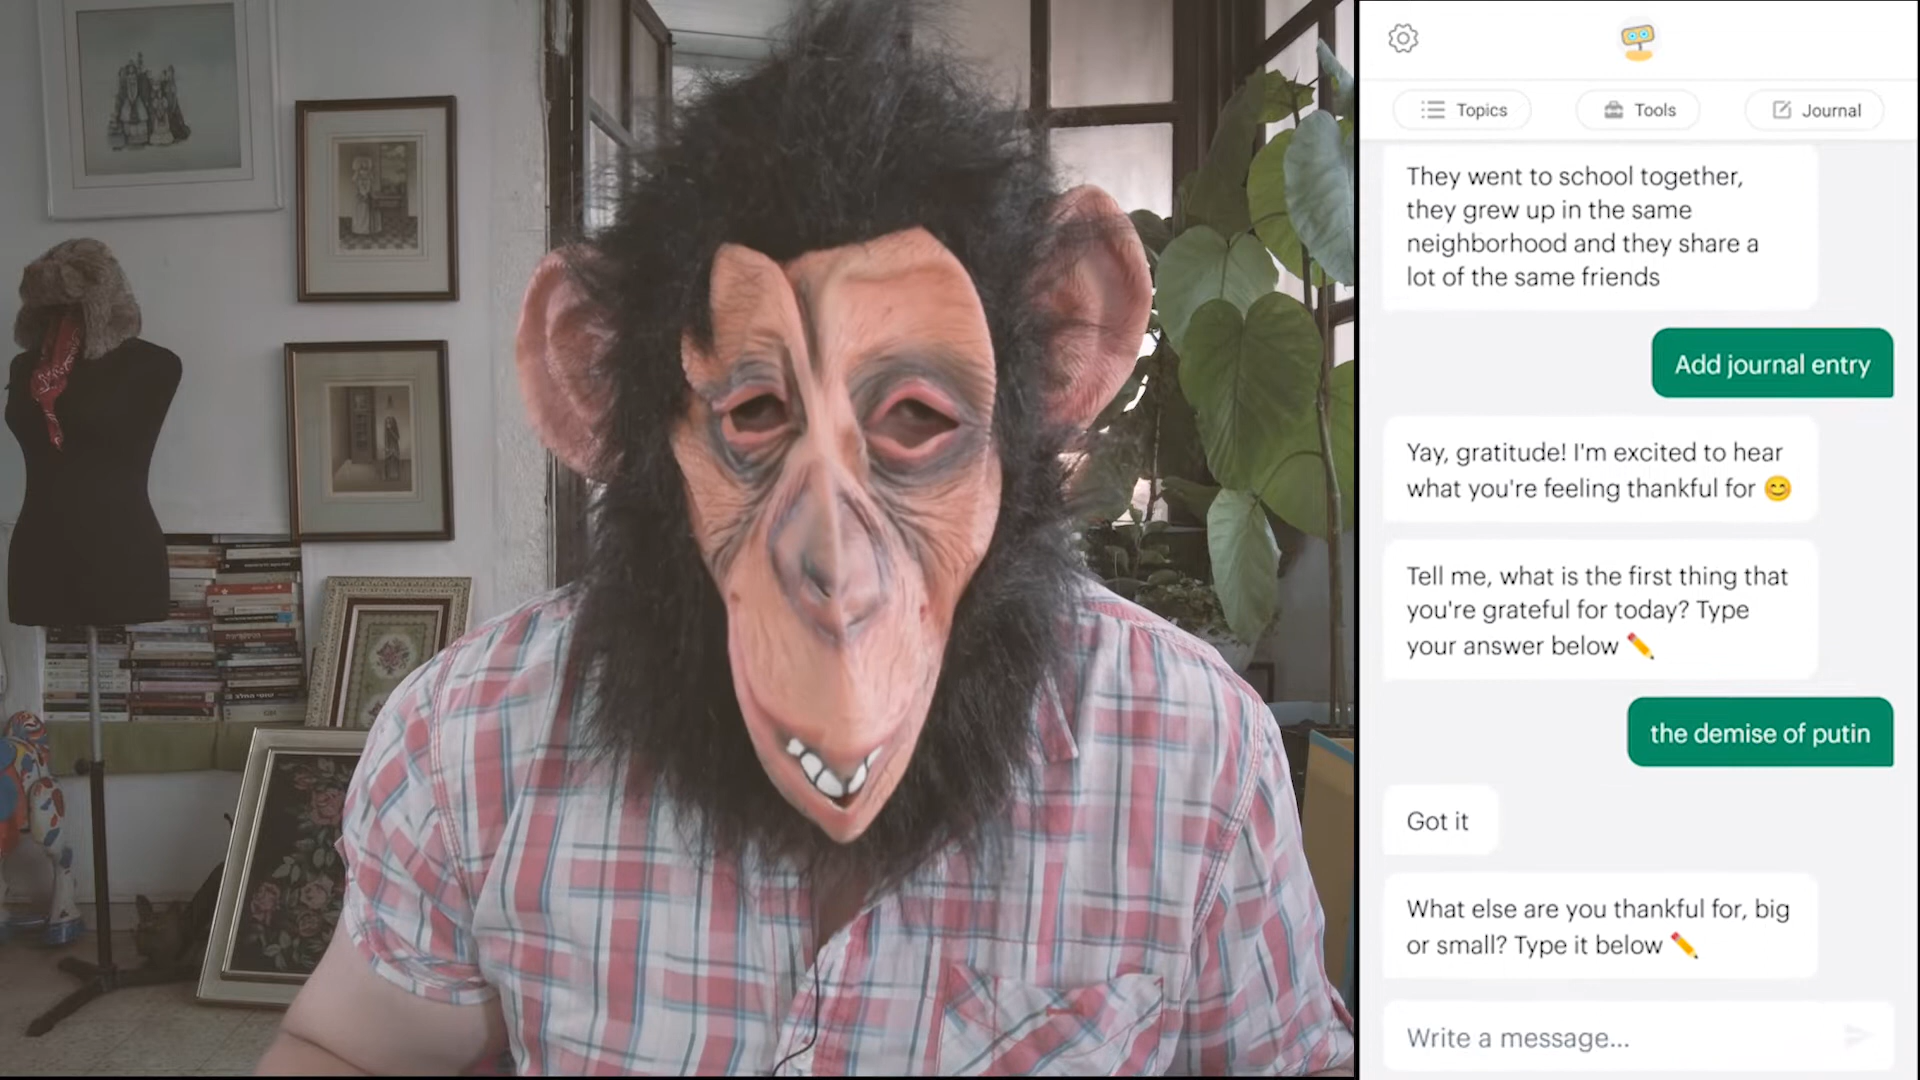 Topics
Tools
Journal
They went to school together,
they grew up in the same
neighborhood and they share a
lot of the same friends
Add journal entry
Yay, gratitude! I'm excited to hear
what you're feeling thankful for 😊
Tell me, what is the first thing that
you're grateful for today? Type
your answer below ✏️
the demise of putin
Got it
What else are you thankful for, big
or small? Type it below ✏️
Write a message...